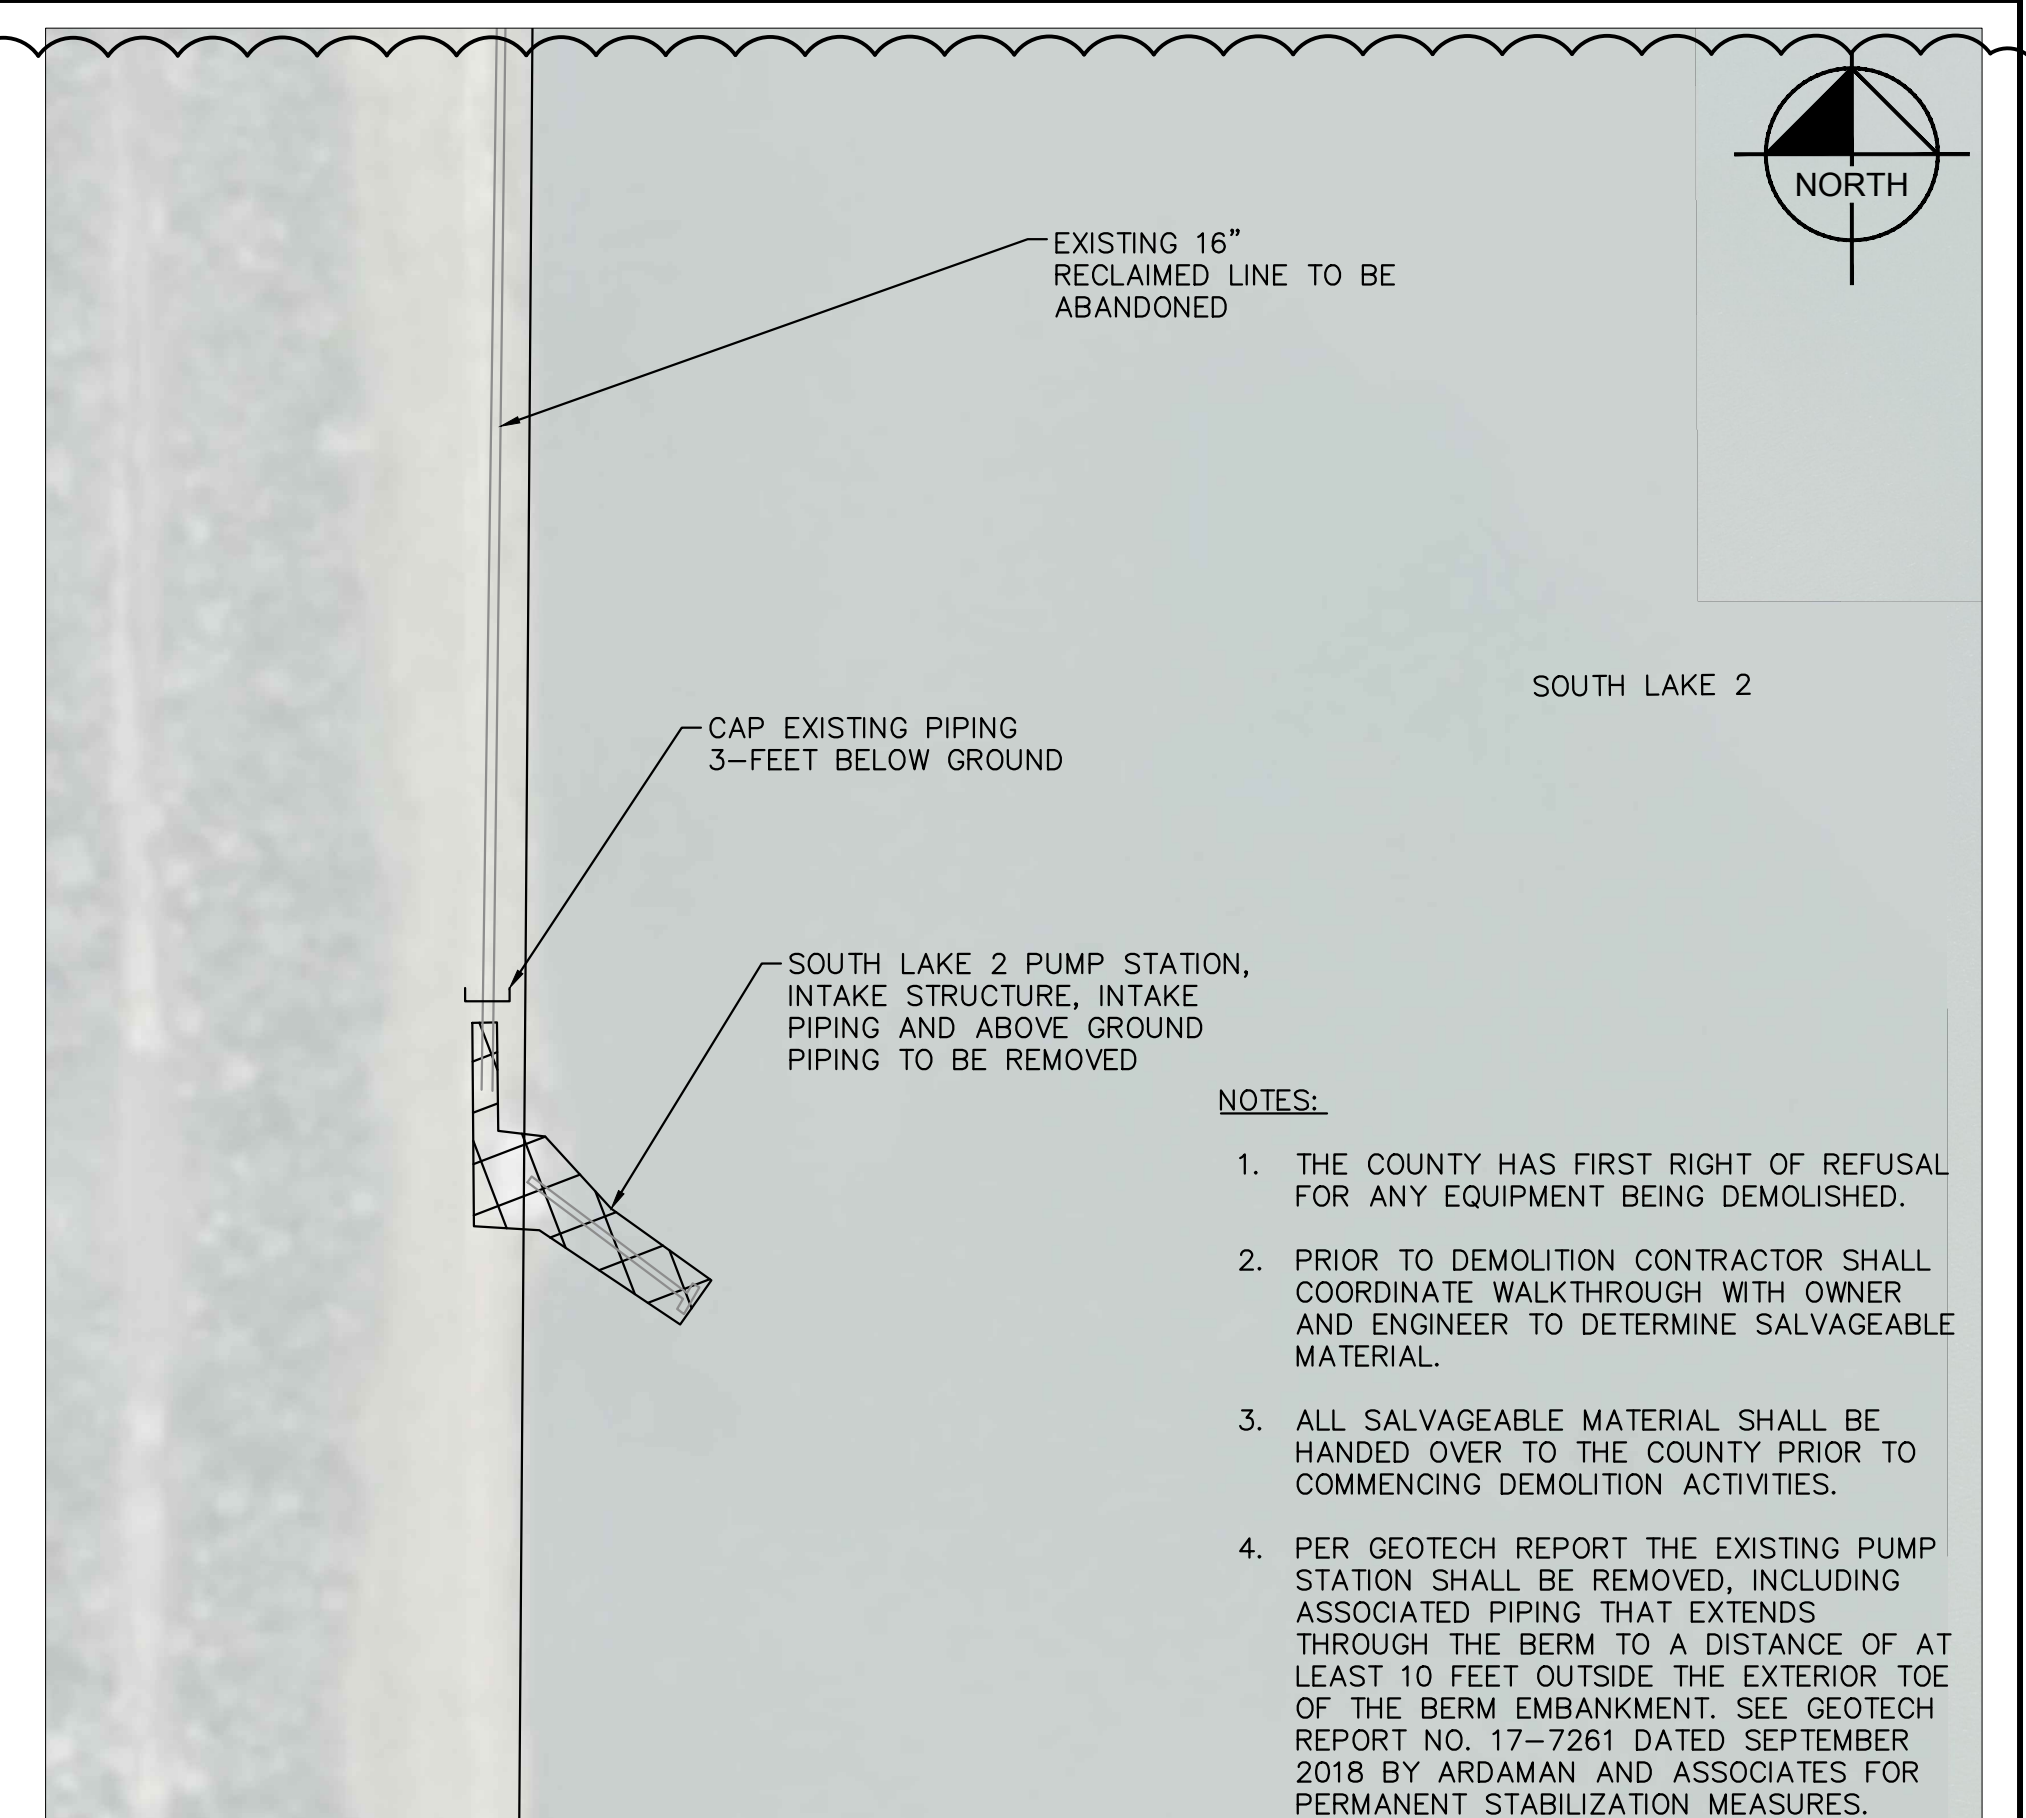 NORTH
EXISTING 16”
RECLAIMED LINE TO BE
ABANDONED
SOUTH LAKE 2
CAP EXISTING PIPING
3-FEET BELOW GROUND
SOUTH LAKE 2 PUMP STATION,
INTAKE STRUCTURE, INTAKE
PIPING AND ABOVE GROUND
PIPING TO BE REMOVED
NOTES:
1. THE COUNTY HAS FIRST RIGHT OF REFUSAL
FOR ANY EQUIPMENT BEING DEMOLISHED.
2. PRIOR TO DEMOLITION CONTRACTOR SHALL
COORDINATE WALKTHROUGH WITH OWNER
AND ENGINEER TO DETERMINE SALVAGEABLE
MATERIAL.
3. ALL SALVAGEABLE MATERIAL SHALL BE
HANDED OVER TO THE COUNTY PRIOR TO
COMMENCING DEMOLITION ACTIVITIES.
4. PER GEOTECH REPORT THE EXISTING PUMP
STATION SHALL BE REMOVED, INCLUDING
ASSOCIATED PIPING THAT EXTENDS
THROUGH THE BERM TO A DISTANCE OF AT
LEAST 10 FEET OUTSIDE THE EXTERIOR TOE
OF THE BERM EMBANKMENT. SEE GEOTECH
REPORT NO. 17-7261 DATED SEPTEMBER
2018 BY ARDAMAN AND ASSOCIATES FOR
PERMANENT STABILIZATION MEASURES.